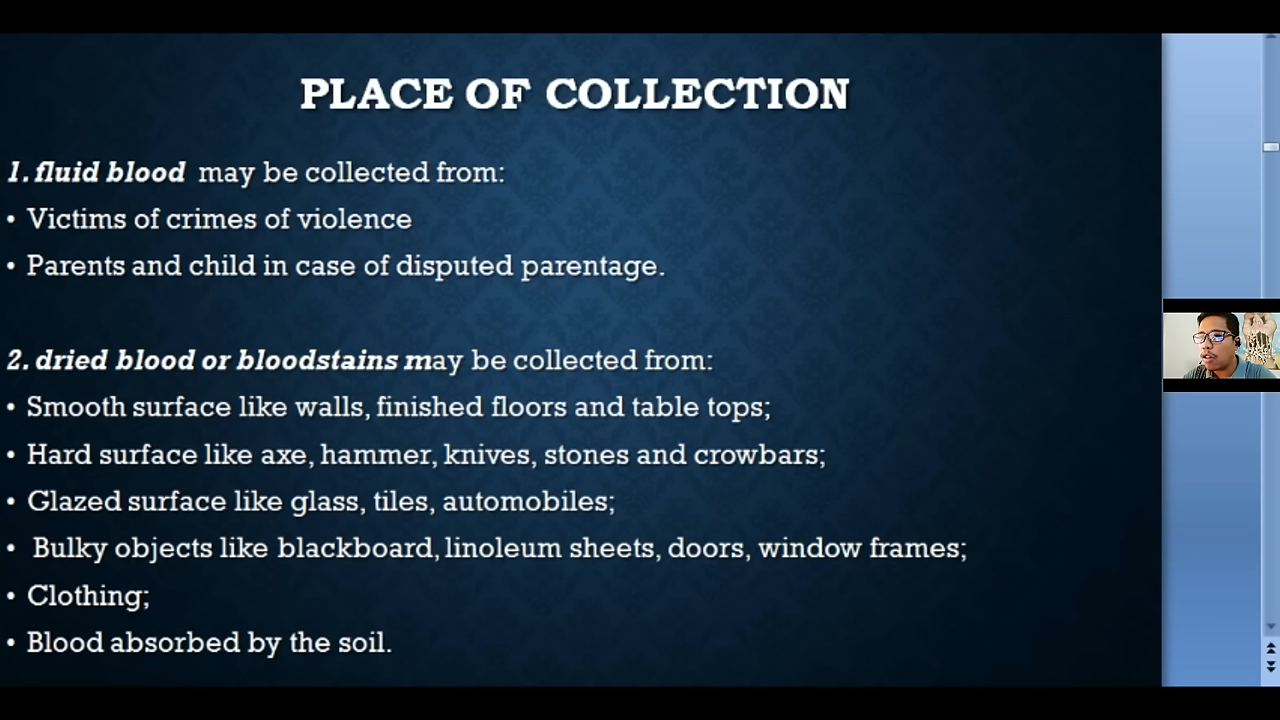 PLACE OF COLLECTION
1. fluid blood may be collected from:
• Victims of crimes of violence
• Parents and child in case of disputed parentage.
2. dried blood or bloodstains may be collected from:
• Smooth surface like walls, finished floors and table tops;
• Hard surface like axe, hammer, knives, stones and crowbars;
• Glazed surface like glass, tiles, automobiles;
• Bulky objects like blackboard, linoleum sheets, doors, window frames;
• Clothing;
• Blood absorbed by the soil.